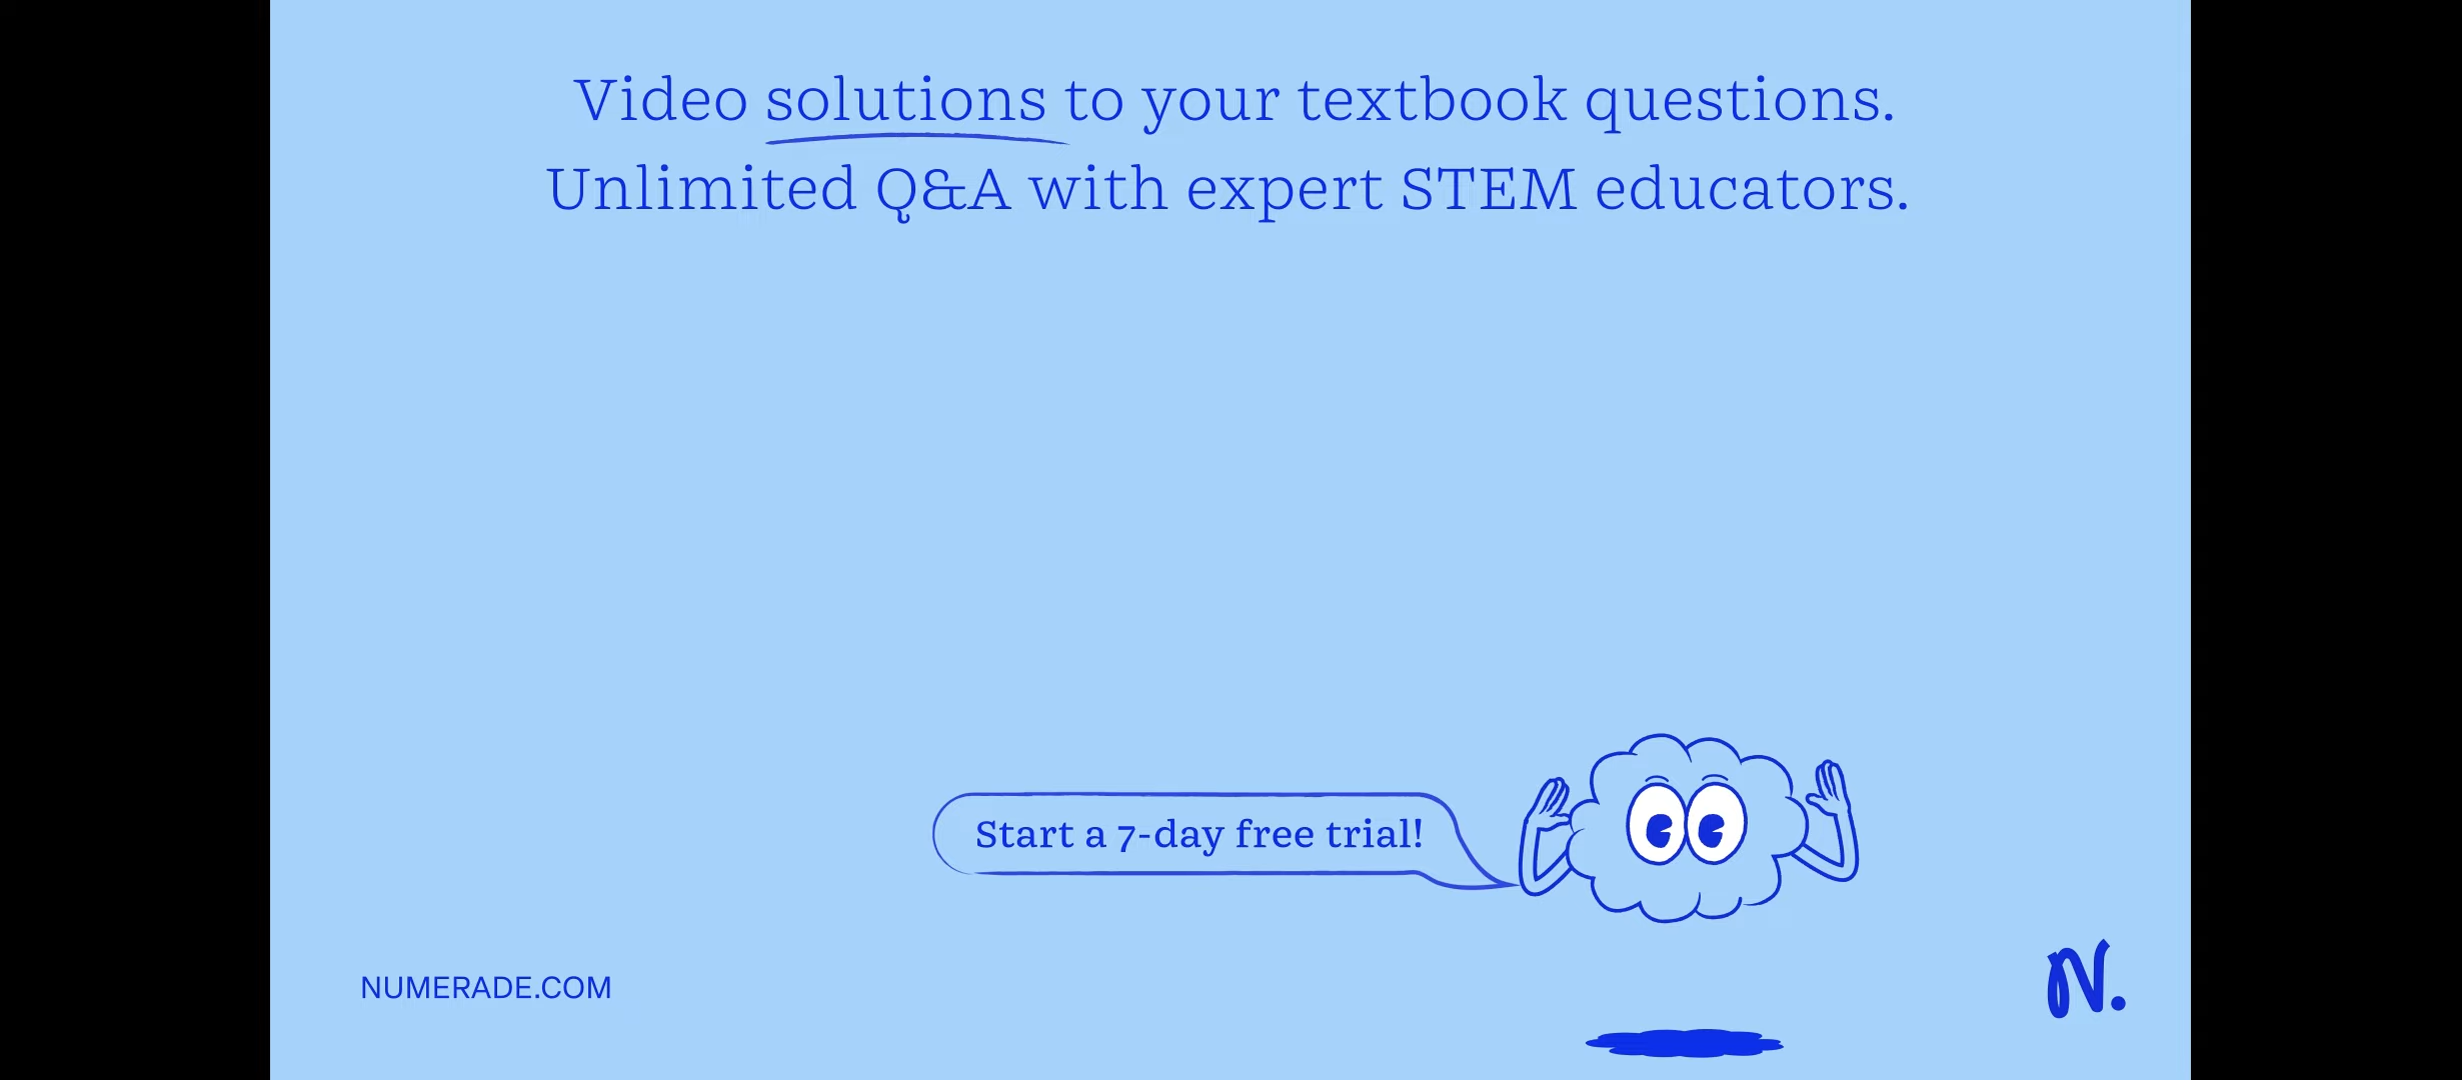 Video solutions to your textbook questions.
Unlimited Q&A with expert STEM educators.
Start a 7-day free trial!
NUMERADE.COM
N.